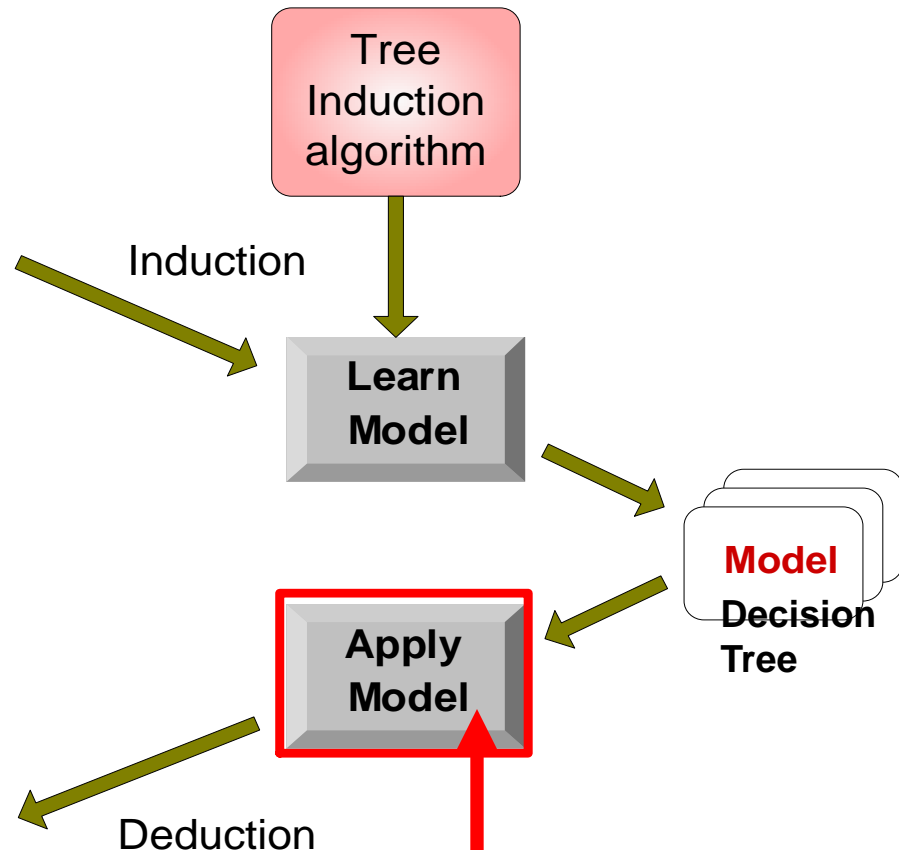 Tree
Induction
algorithm
Induction
Learn
Model
Model
Decision
Tree
Apply
Model
Deduction